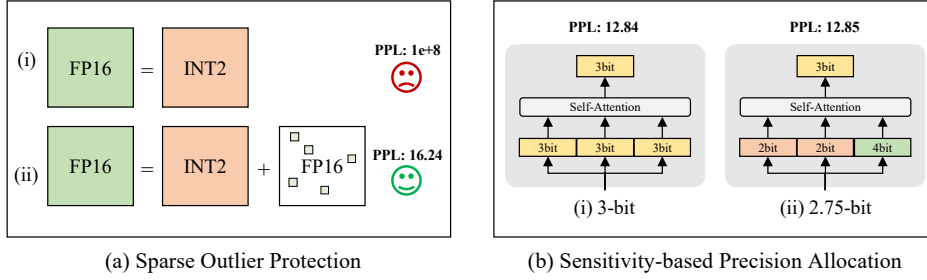 (i)
FP16
=
INT2
PPL: 1e+8
(ii)
FP16
=
INT2
+
FP16
PPL: 16.24
(a) Sparse Outlier Protection
PPL: 12.84
3bit
Self-Attention
3bit 3bit 3bit
(i) 3-bit
PPL: 12.85
3bit
Self-Attention
2bit 2bit 4bit
(ii) 2.75-bit
(b) Sensitivity-based Precision Allocation